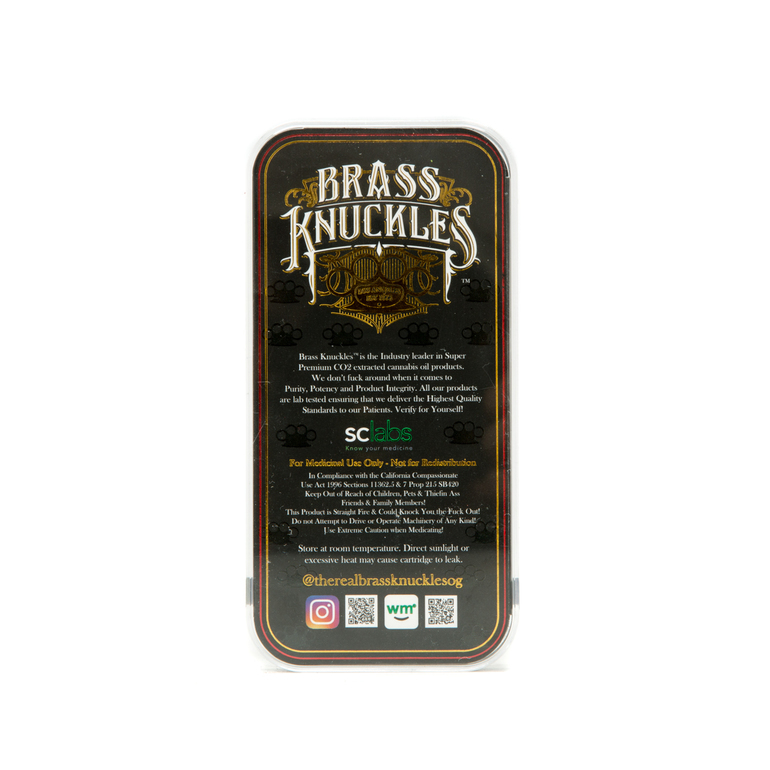 BRASS
KNUCKLES
TM
Brass Knuckles™ is the Industry leader in Super
Premium CO2 extracted cannabis oil products.
We don't fuck around when it comes to
Purity, Potency and Product Integrity. All our products
are lab tested ensuring that we deliver the Highest Quality
Standards to our Patients. Verify for Yourself!
sclabs
Know your medicine
For Medicinal Use Only - Not for Redistribution
In Compliance with the California Compassionate
Use Act 1996 Sections 11362.5 & 7 Prop 215 SB420
Keep Out of Reach of Children, Pets & Thiefin Ass
Friends & Family Members!
This Product is Straight Fire & Could Knock You the Fuck Out!
Do not Attempt to Drive or Operate Machinery of Any Kind!
Use Extreme Caution when Medicating!
Store at room temperature. Direct sunlight or
excessive heat may cause cartridge to leak.
@therealbrassknucklesog
wm